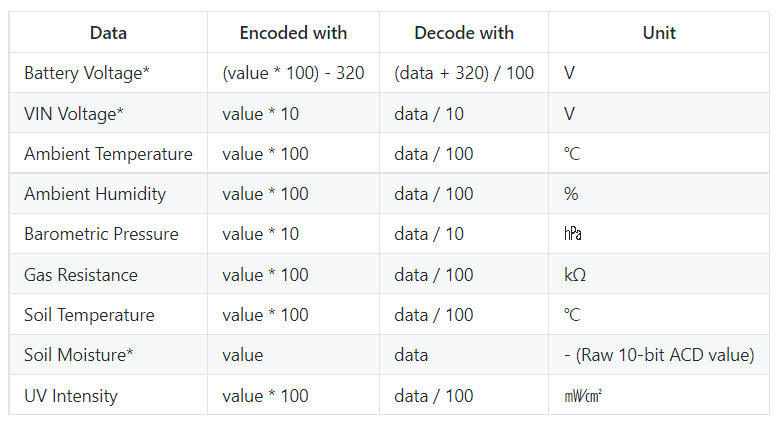 Data Encoded with Decode with Unit
Battery Voltage* (value * 100) - 320 (data + 320) / 100 V
VIN Voltage* value * 10 data / 10 V
Ambient Temperature value * 100 data / 100 ℃
Ambient Humidity value * 100 data / 100 %
Barometric Pressure value * 10 data / 10 ㍱
Gas Resistance value * 100 data / 100 kΩ
Soil Temperature value * 100 data / 100 ℃
Soil Moisture* value data - (Raw 10-bit ACD value)
UV Intensity value * 100 data / 100 mW/cm²